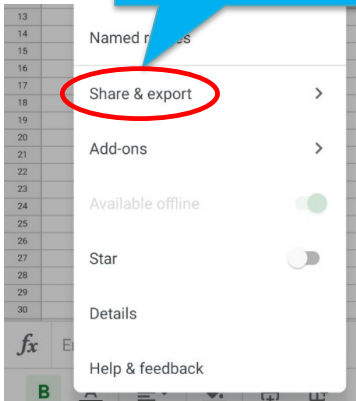 13
14
15
16
17
18
19
20
21
22
23
24
25
26
27
28
29
30
Named
Share & export
Add-ons
Available offline
Star
Details
Help & feedback
fx
B A